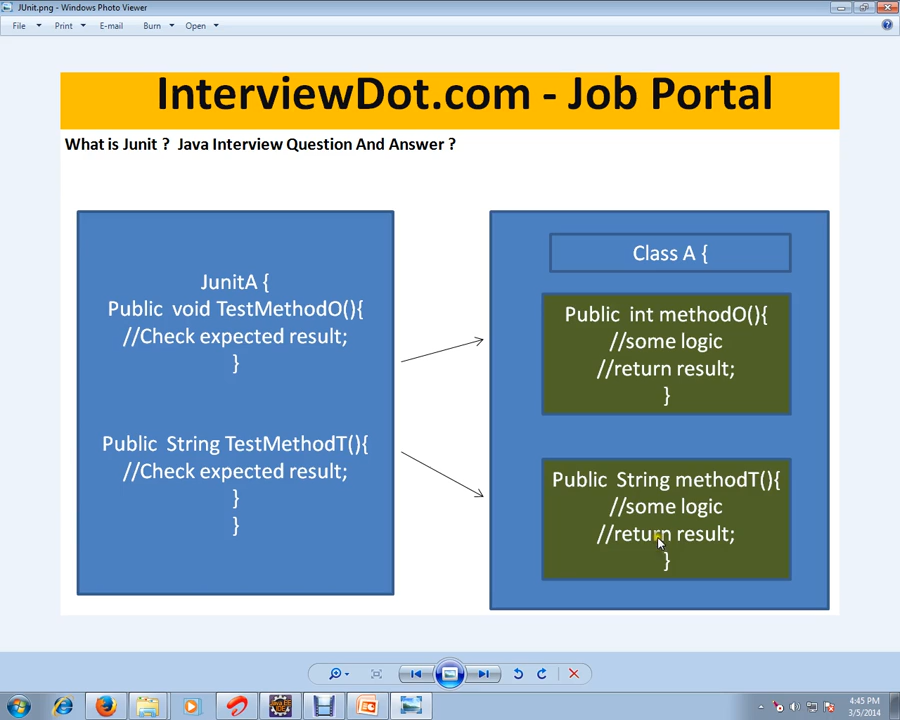 JUnit.png - Windows Photo Viewer
File Print E-mail Burn Open
InterviewDot.com - Job Portal
What is Junit ? Java Interview Question And Answer ?
JunitA {
Public void TestMethodO(){
//Check expected result;
}
Public String TestMethodT(){
//Check expected result;
}
}
Class A {
Public int methodO(){
//some logic
//return result;
}
Public String methodT(){
//some logic
//return result;
}
4:45 PM
3/5/2014